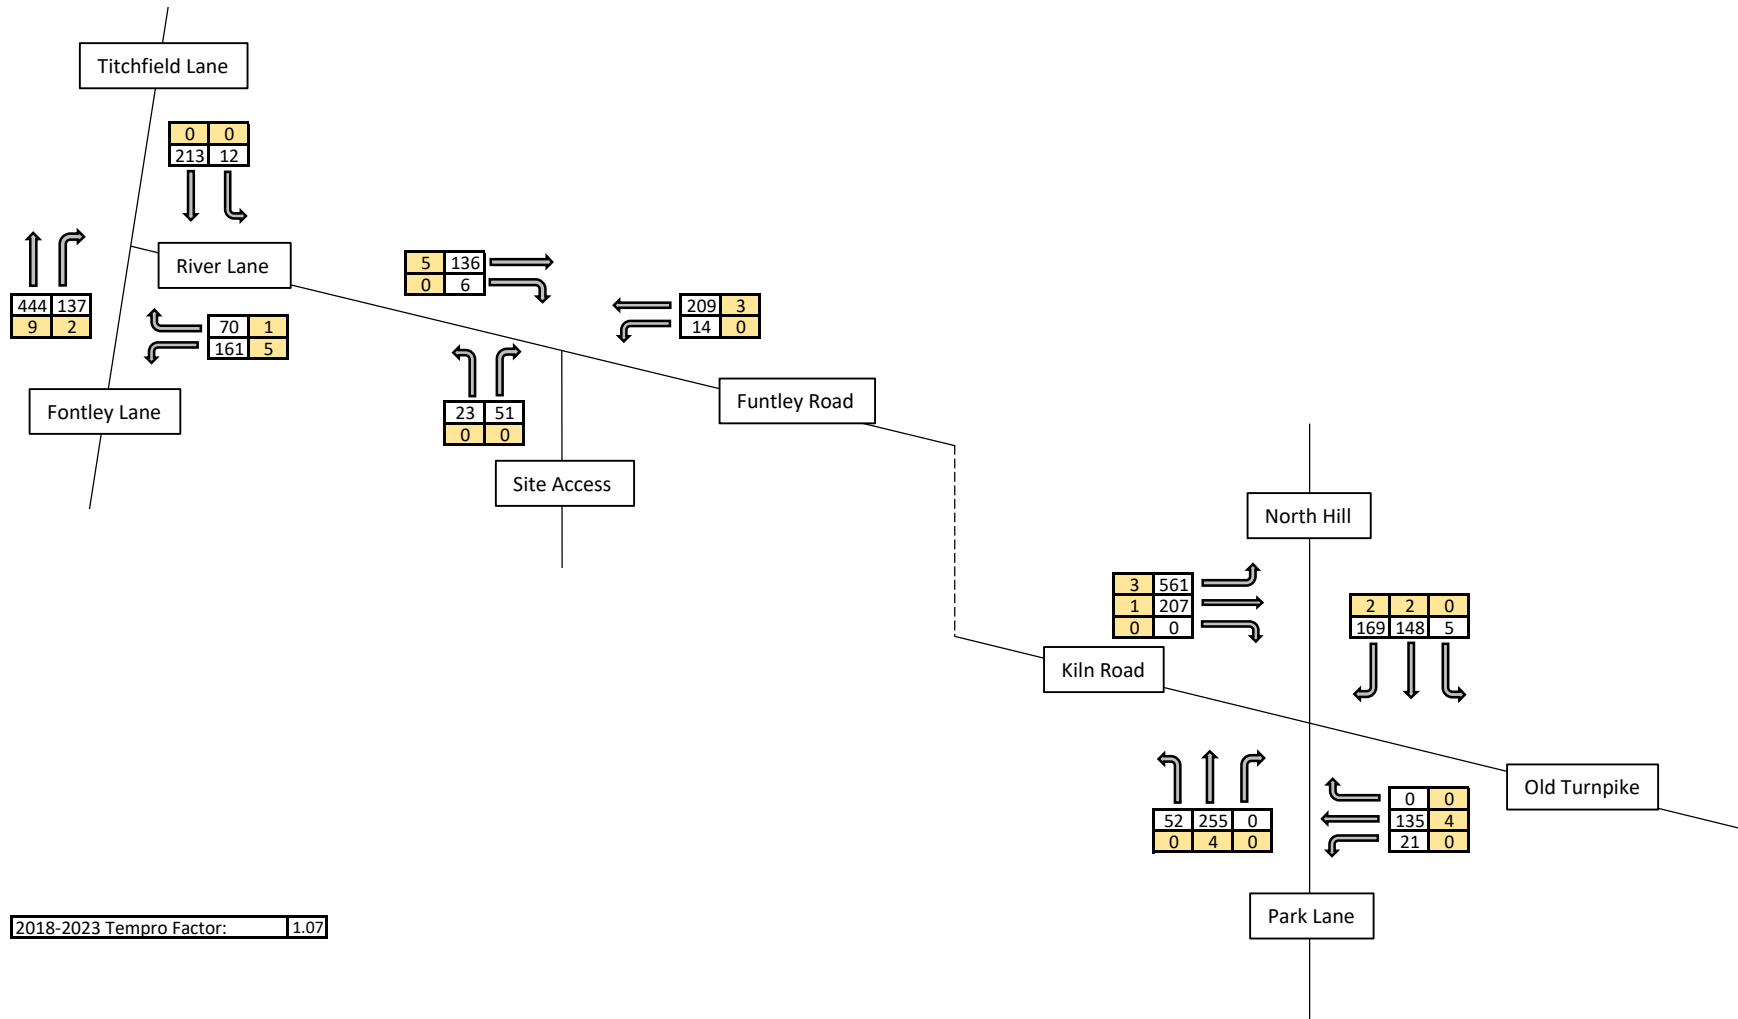 Titchfield Lane
0 0
213 12
River Lane
444 137
9 2
70 1
161 5
Fontley Lane
5 136
0 6
209 3
14 0
23 51
0 0
Funtley Road
Site Access
North Hill
3 561
1 207
0 0
2 2 0
169 148 5
Kiln Road
Old Turnpike
52 255 0
0 4 0
0 0
135 4
21 0
Park Lane
2018-2023 Tempro Factor: 1.07